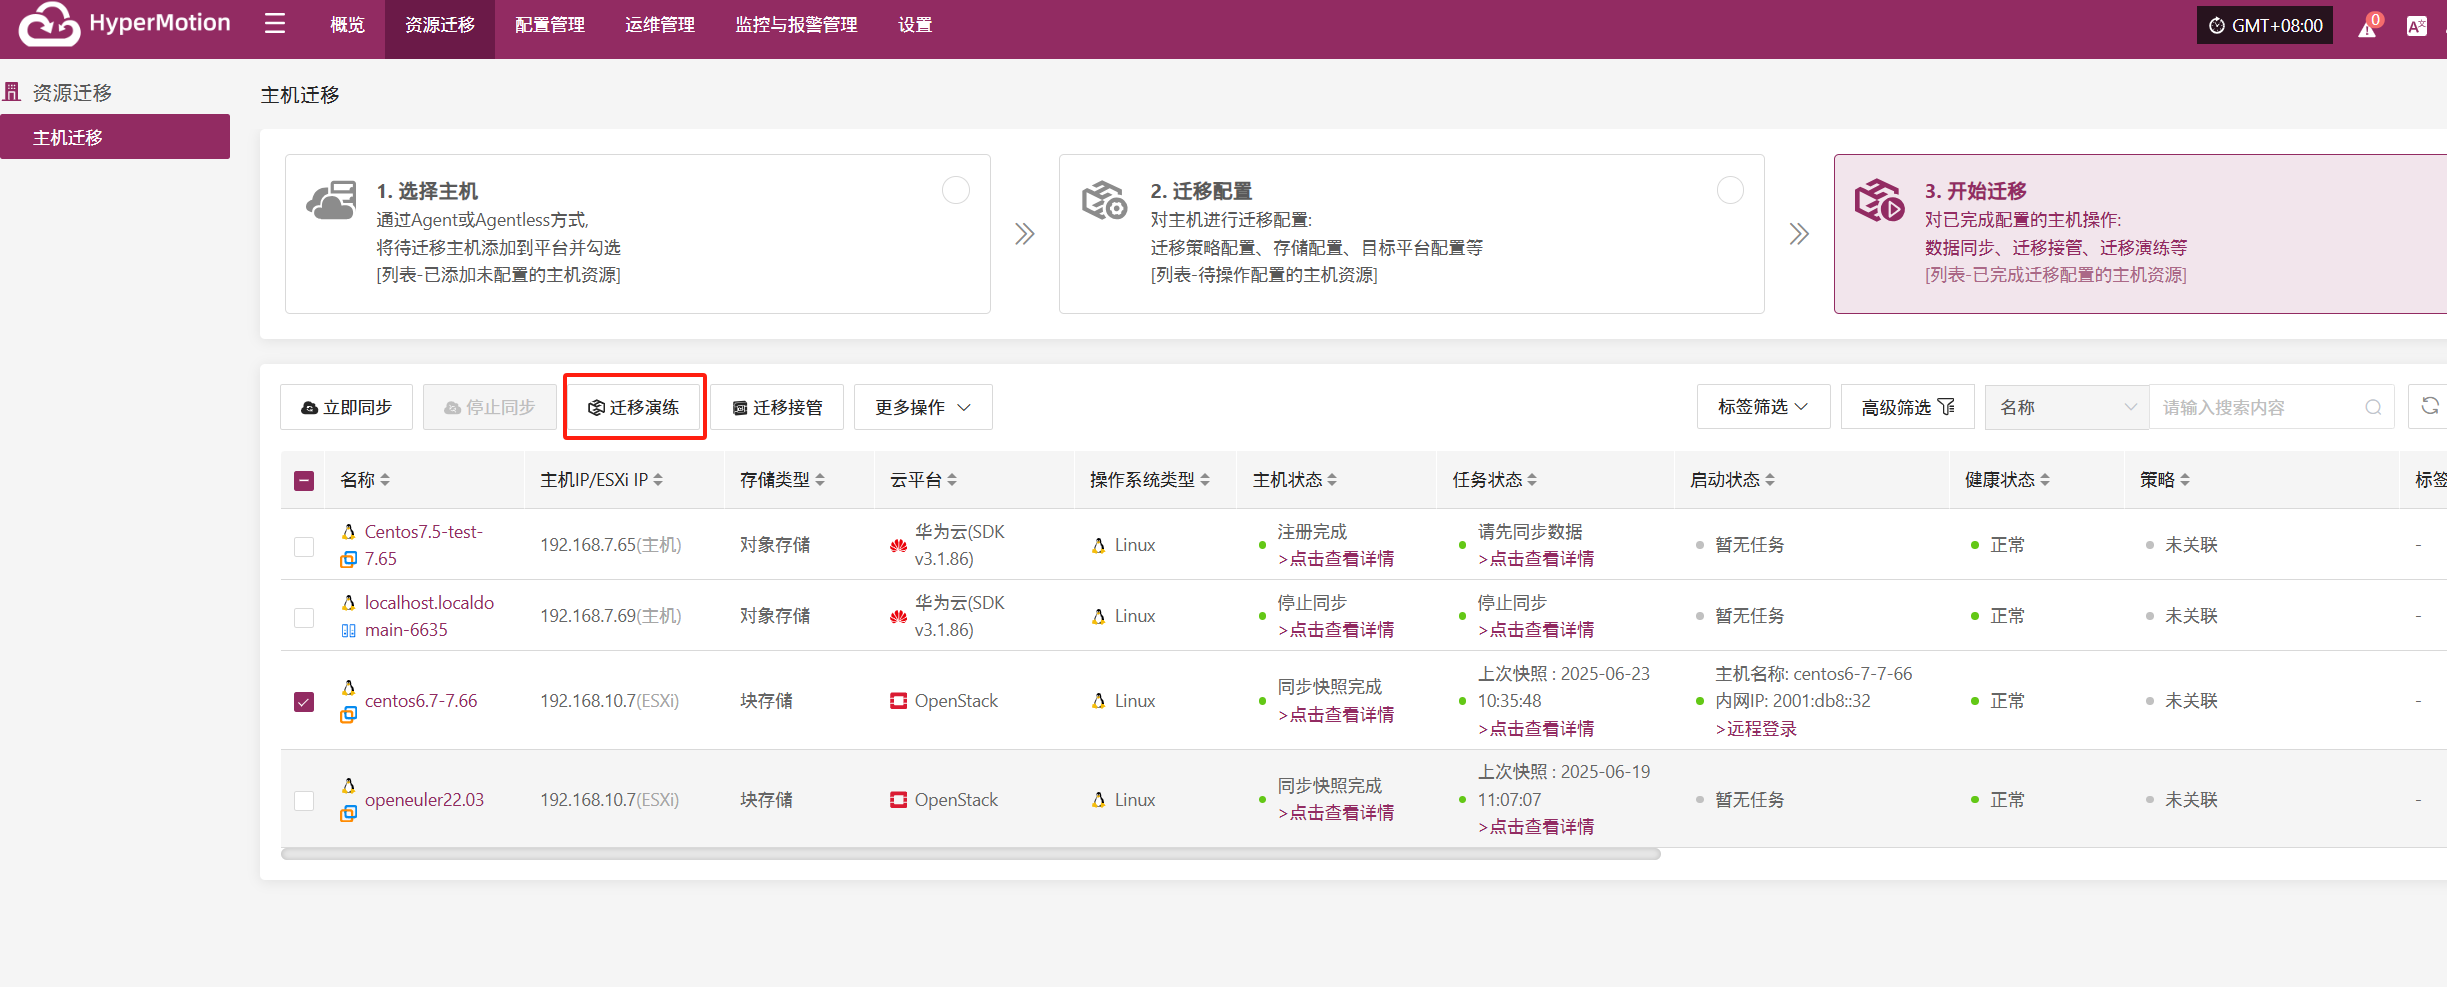 HyperMotion
概览
资源迁移
配置管理
运维管理
监控与报警管理
设置
GMT+08:00
0
资源迁移
主机迁移
主机迁移
1. 选择主机
通过Agent或Agentless方式,
将待迁移主机添加到平台并勾选
[列表-已添加未配置的主机资源]
2. 迁移配置
对主机进行迁移配置:
迁移策略配置、存储配置、目标平台配置等
[列表-待操作配置的主机资源]
3. 开始迁移
对已完成配置的主机操作:
数据同步、迁移接管、迁移演练等
[列表-已完成迁移配置的主机资源]
立即同步
停止同步
迁移演练
迁移接管
更多操作
标签筛选
高级筛选
名称
请输入搜索内容
名称
主机IP/ESXi IP
存储类型
云平台
操作系统类型
主机状态
任务状态
启动状态
健康状态
策略
标签
Centos7.5-test-
7.65
192.168.7.65(主机)
对象存储
华为云(SDK
v3.1.86)
Linux
注册完成
>点击查看详情
请先同步数据
>点击查看详情
暂无任务
正常
未关联
-
localhost.localdo
main-6635
192.168.7.69(主机)
对象存储
华为云(SDK
v3.1.86)
Linux
停止同步
>点击查看详情
停止同步
>点击查看详情
暂无任务
正常
未关联
-
centos6.7-7.66
192.168.10.7(ESXi)
块存储
OpenStack
Linux
同步快照完成
>点击查看详情
上次快照 : 2025-06-23
10:35:48
>点击查看详情
主机名称: centos6-7-7-66
内网IP: 2001:db8::32
>远程登录
正常
未关联
-
openeuler22.03
192.168.10.7(ESXi)
块存储
OpenStack
Linux
同步快照完成
>点击查看详情
上次快照 : 2025-06-19
11:07:07
>点击查看详情
暂无任务
正常
未关联
-